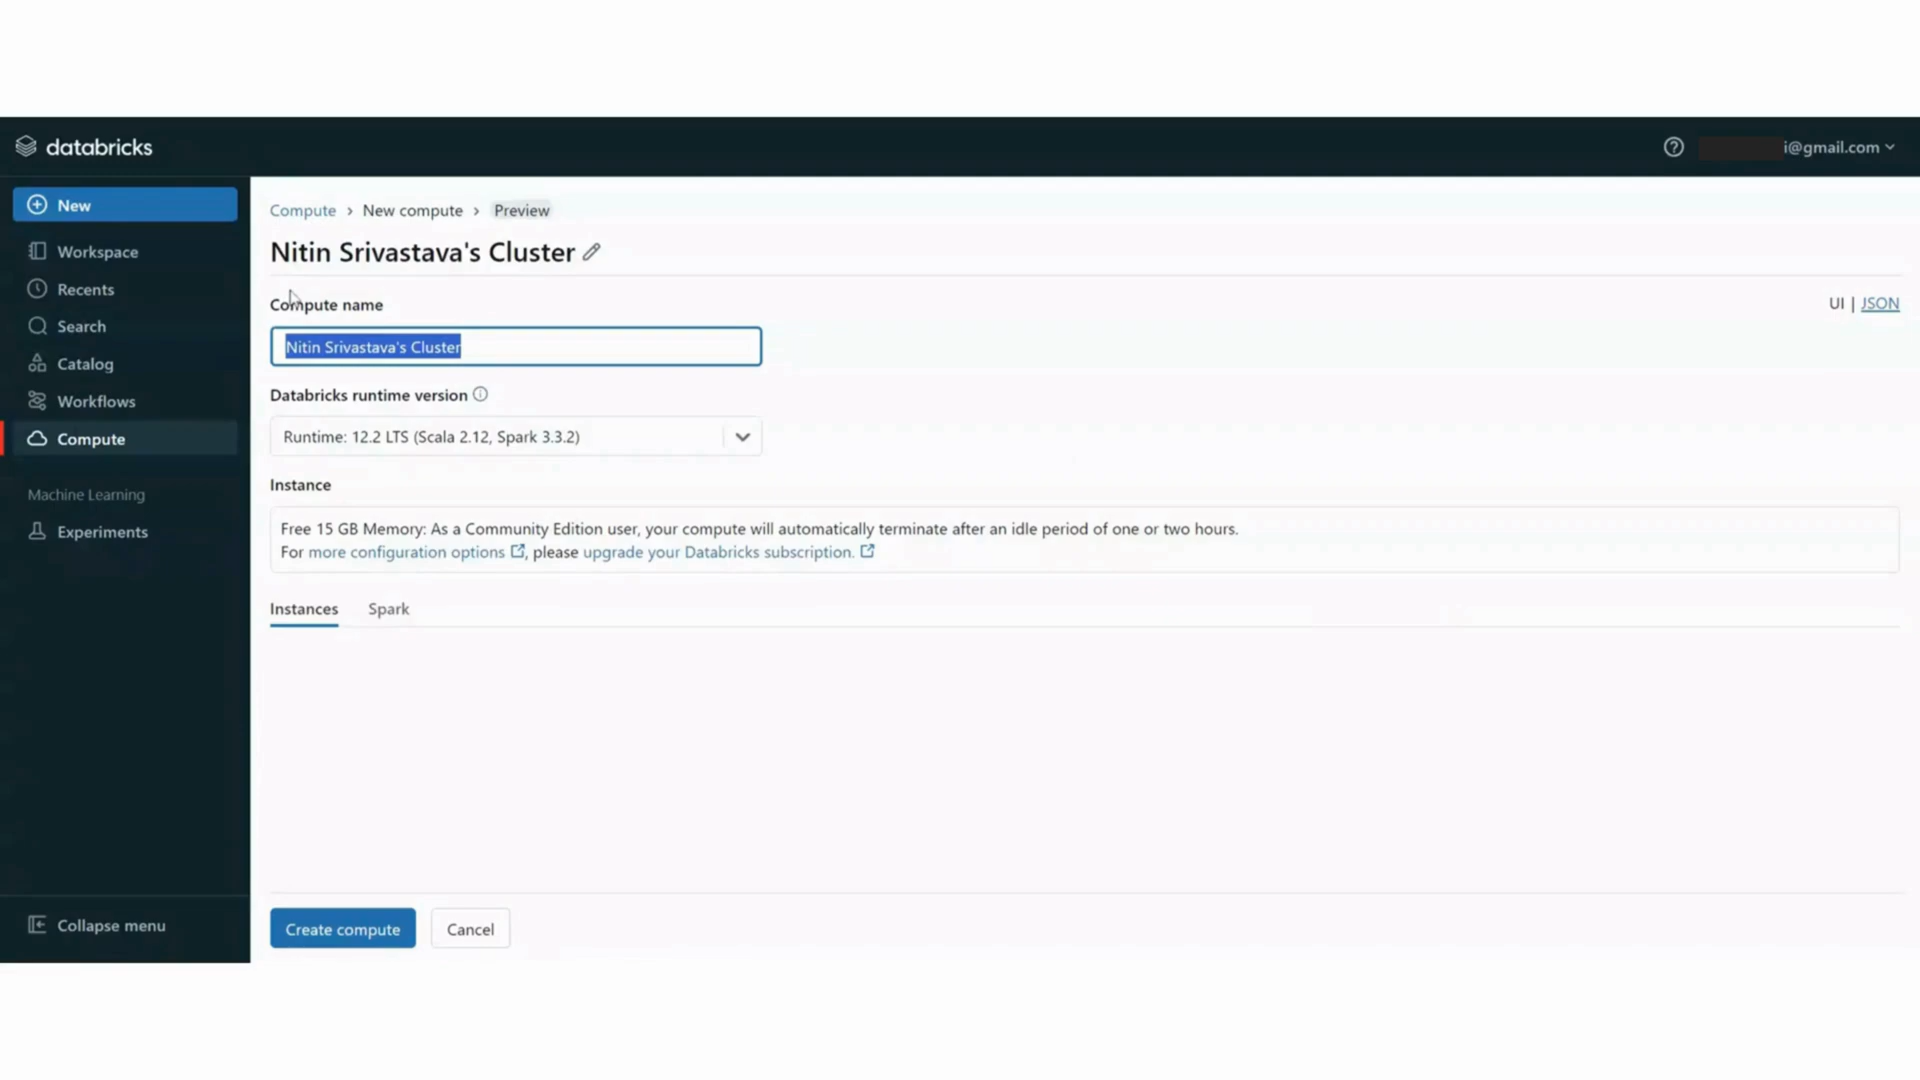 databricks
i@gmail.com
New
Workspace
Recents
Search
Catalog
Workflows
Compute
Machine Learning
Experiments
Collapse menu
Compute › New compute › Preview
Nitin Srivastava's Cluster
Compute name
UI | JSON
Nitin Srivastava's Cluster
Databricks runtime version
Runtime: 12.2 LTS (Scala 2.12, Spark 3.3.2)
Instance
Free 15 GB Memory: As a Community Edition user, your compute will automatically terminate after an idle period of one or two hours.
For more configuration options, please upgrade your Databricks subscription.
Instances Spark
Create compute Cancel